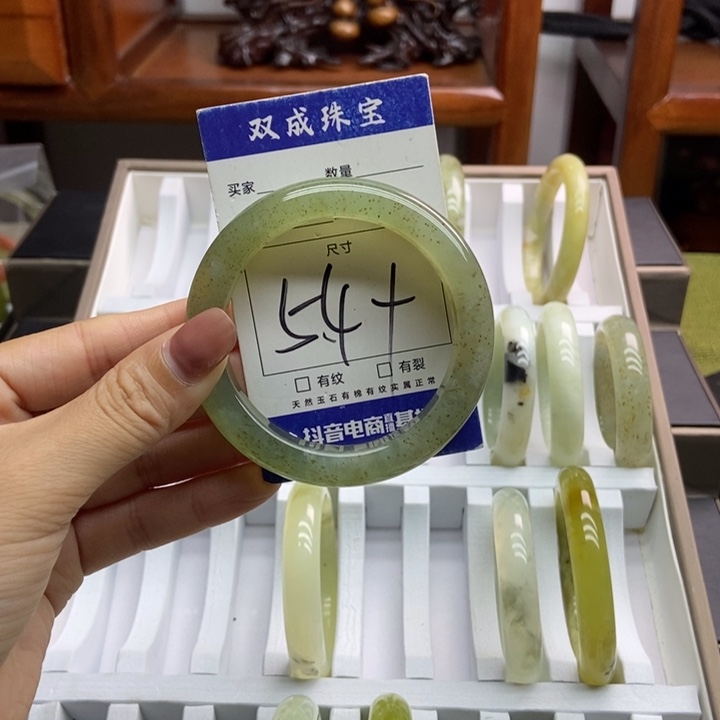 双成珠宝
数量
买家
尺寸
54+
□ 有纹 □ 有裂
天然玉石有棉有纹实属正常
抖音电商